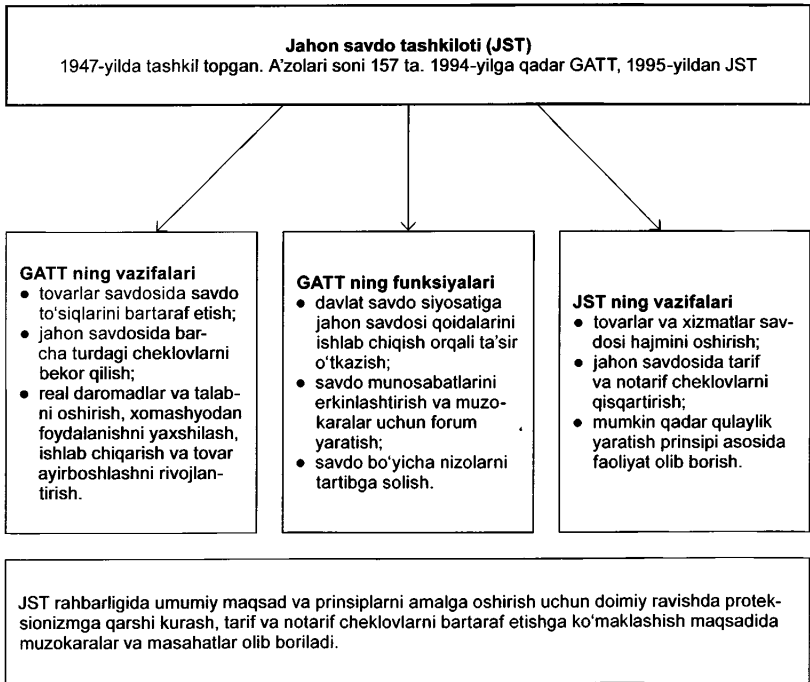 Jahon savdo tashkiloti (JST)
1947-yilda tashkil topgan. A'zolari soni 157 ta. 1994-yilga qadar GATT, 1995-yildan JST
GATT ning vazifalari
• tovarlar savdosida savdo
to'siqlarini bartaraf etish;
• jahon savdosida bar-
cha turdagi cheklovlarni
bekor qilish;
• real daromadlar va talab-
ni oshirish, xomashyodan
foydalanishni yaxshilash,
ishlab chiqarish va tovar
ayirboshlashni rivojlan-
tirish.
GATT ning funksiyalari
• davlat savdo siyosatiga
jahon savdosi qoidalarini
ishlab chiqish orqali ta'sir
o'tkazish;
• savdo munosabatlarini
erkinlashtirish va muzo-
karalar uchun forum
yaratish;
• savdo bo'yicha nizolarni
tartibga solish.
JST ning vazifalari
• tovarlar va xizmatlar sav-
dosi hajmini oshirish;
• jahon savdosida tarif
va notarif cheklovlarni
qisqartirish;
• mumkin qadar qulaylik
yaratish prinsipi asosida
faoliyat olib borish.
JST rahbarligida umumiy maqsad va prinsiplarni amalga oshirish uchun doimiy ravishda protek-
sionizmga qarshi kurash, tarif va notarif cheklovlarni bartaraf etishga ko'maklashish maqsadida
muzokaralar va masahatlar olib boriladi.